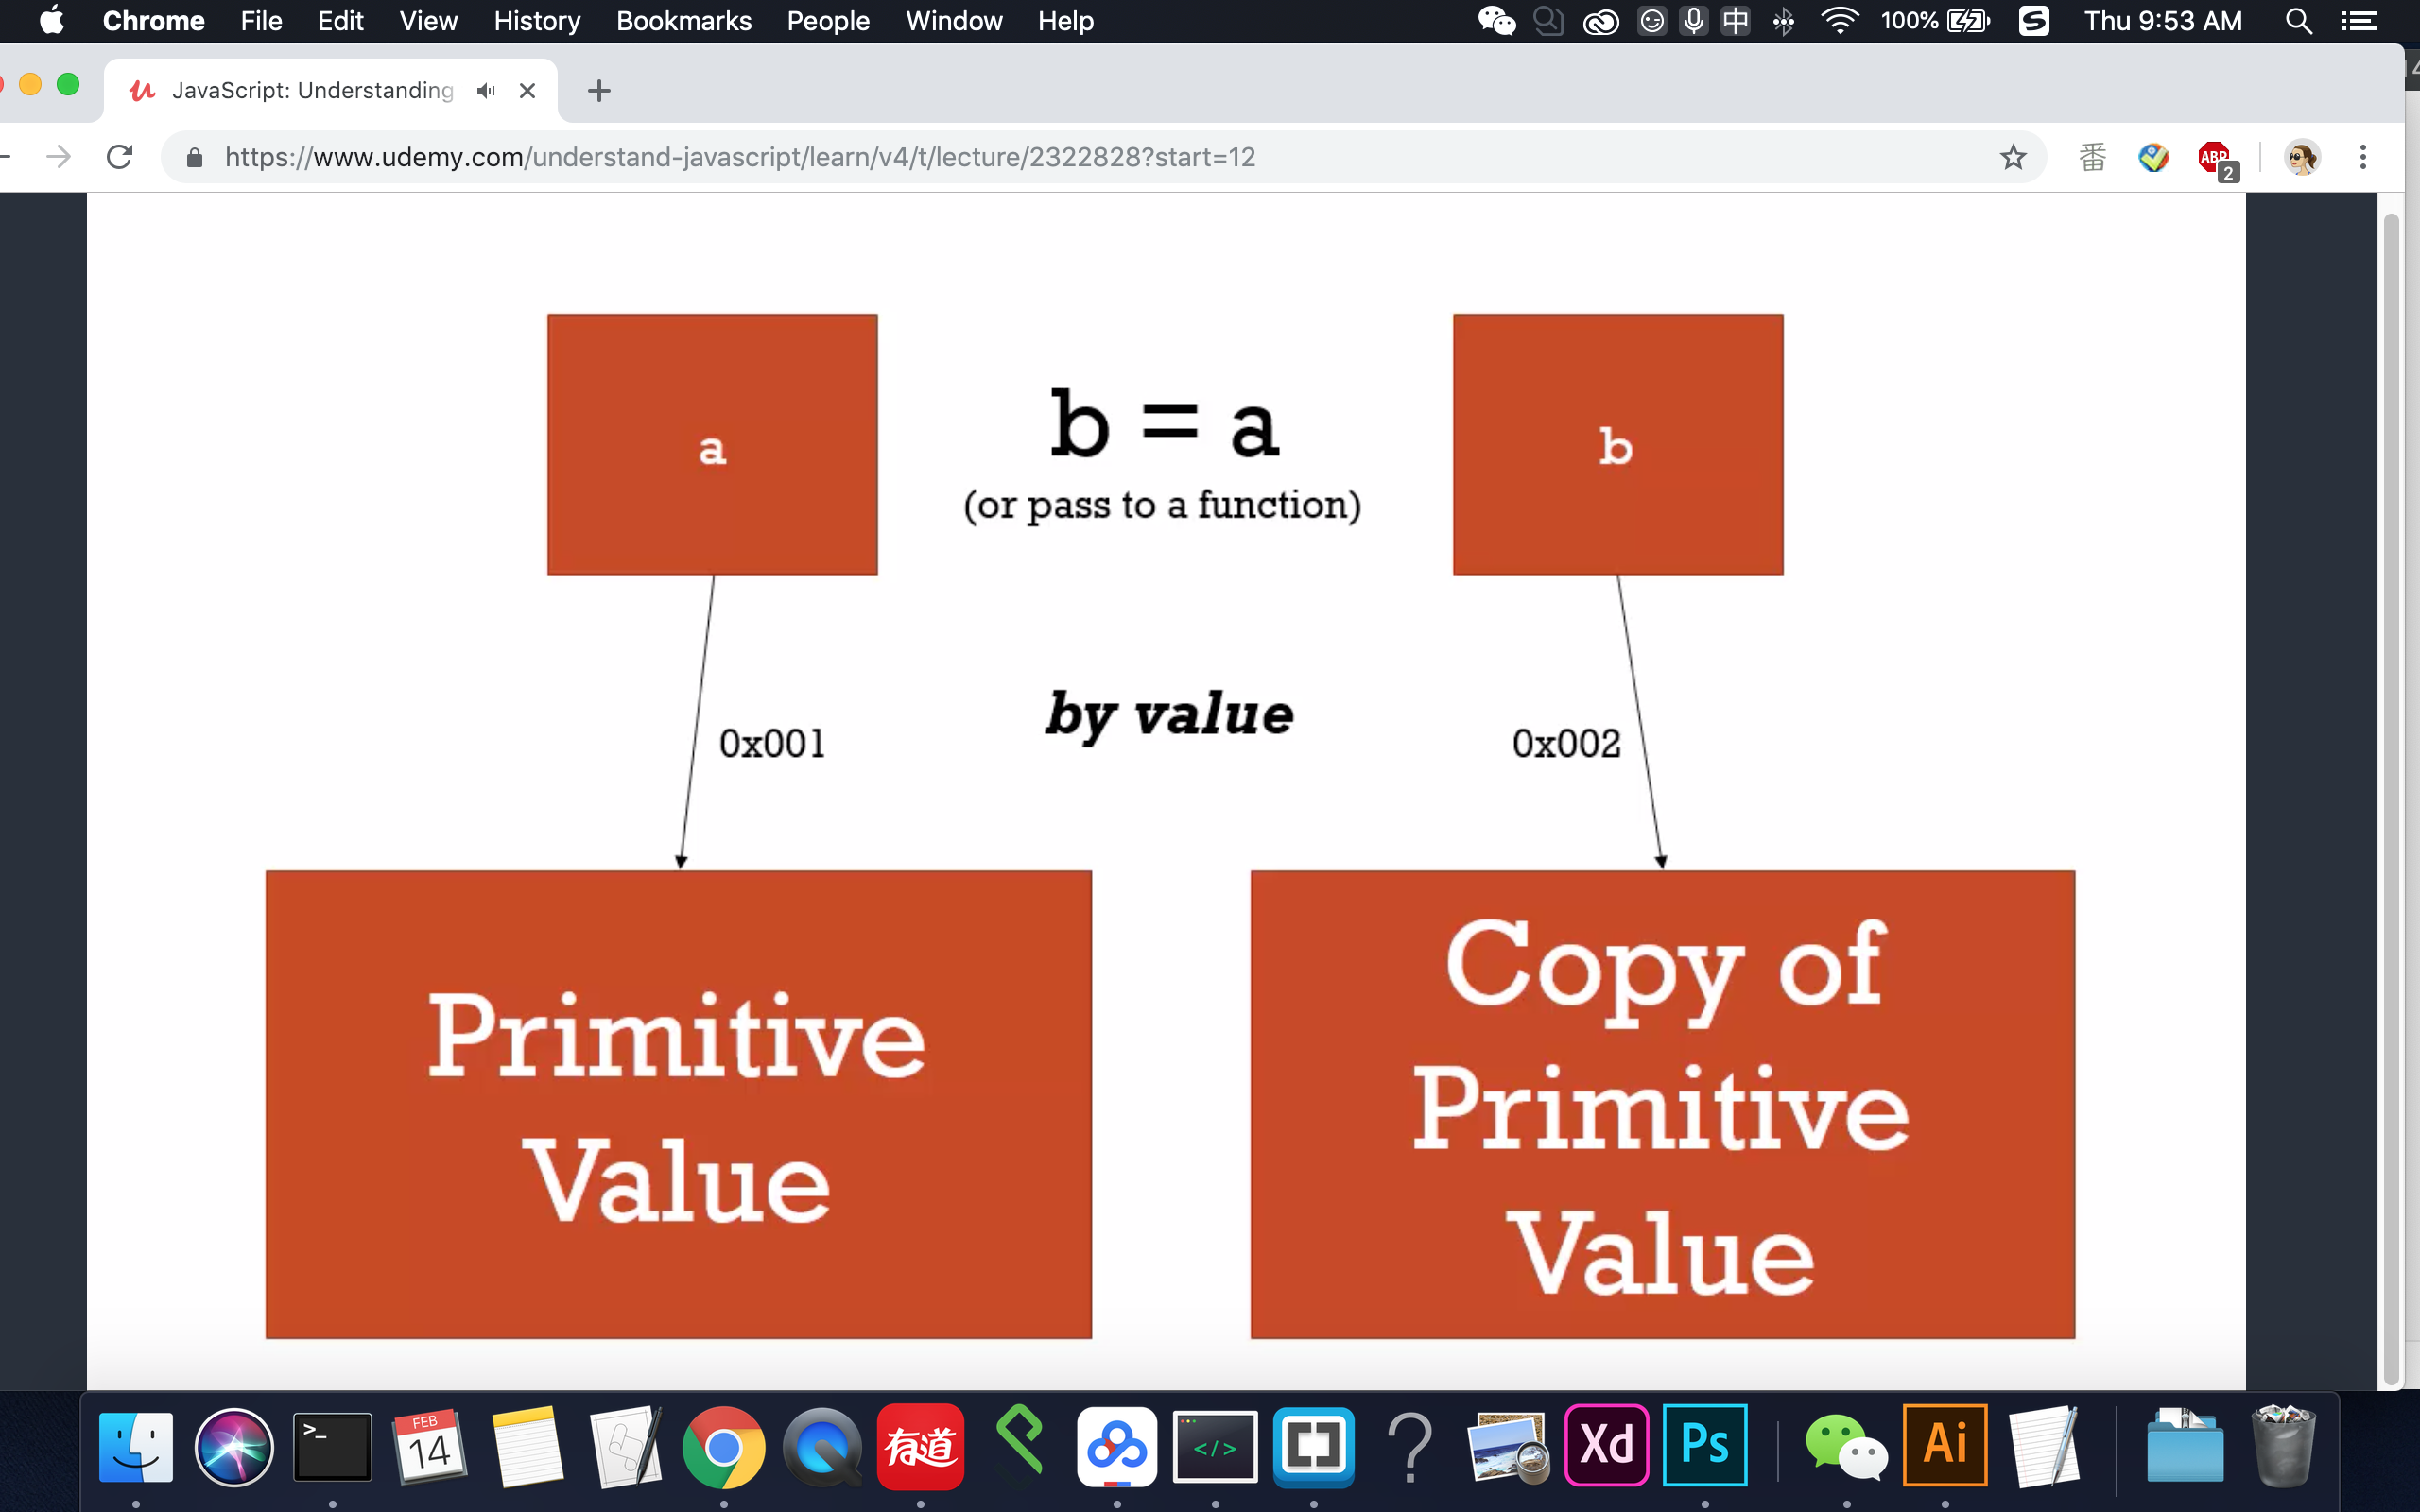 Chrome File Edit View History Bookmarks People Window Help 中 100% Thu 9:53 AM
JavaScript: Understanding
https://www.udemy.com/understand-javascript/learn/v4/t/lecture/2322828?start=12
番
ABP
2
a
b = a
(or pass to a function)
b
0x001
by value
0x002
Primitive
Value
Copy of
Primitive
Value
>_
FEB
14
有道
</>
?
Xd
Ps
Ai